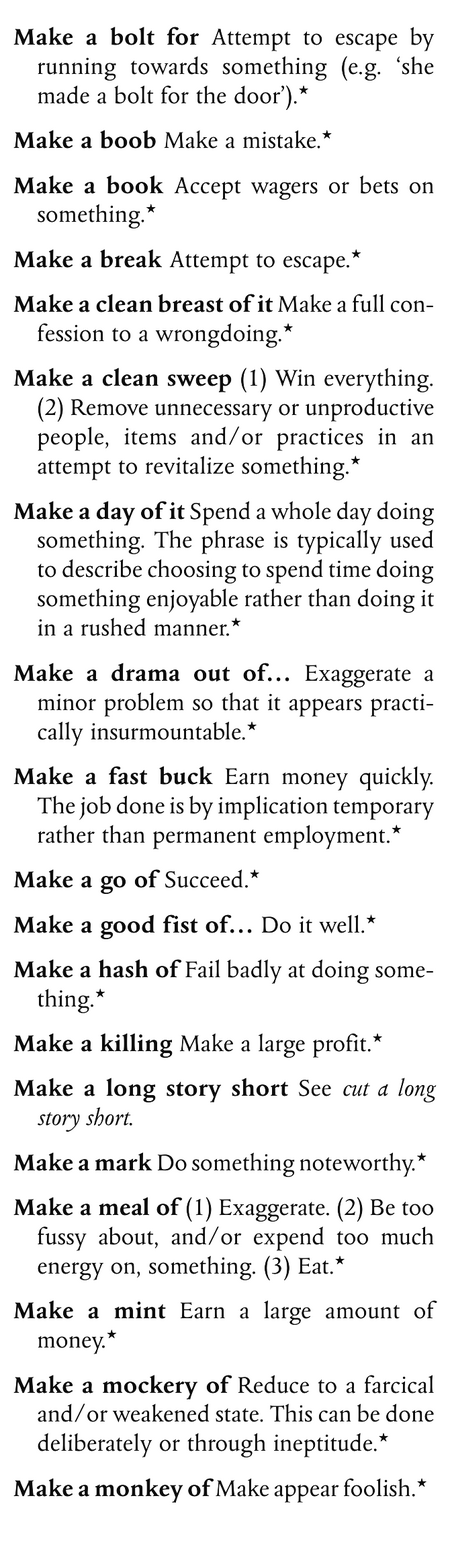 Make a bolt for Attempt to escape by
running towards something (e.g. ‘she
made a bolt for the door’).★
Make a boob Make a mistake.★
Make a book Accept wagers or bets on
something.★
Make a break Attempt to escape.★
Make a clean breast of it Make a full con-
fession to a wrongdoing.★
Make a clean sweep (1) Win everything.
(2) Remove unnecessary or unproductive
people, items and/or practices in an
attempt to revitalize something.★
Make a day of it Spend a whole day doing
something. The phrase is typically used
to describe choosing to spend time doing
something enjoyable rather than doing it
in a rushed manner.★
Make a drama out of… Exaggerate a
minor problem so that it appears practi-
cally insurmountable.★
Make a fast buck Earn money quickly.
The job done is by implication temporary
rather than permanent employment.★
Make a go of Succeed.★
Make a good fist of… Do it well.★
Make a hash of Fail badly at doing some-
thing.★
Make a killing Make a large profit.★
Make a long story short See cut a long
story short.
Make a mark Do something noteworthy.★
Make a meal of (1) Exaggerate. (2) Be too
fussy about, and/or expend too much
energy on, something. (3) Eat.★
Make a mint Earn a large amount of
money.★
Make a mockery of Reduce to a farcical
and/or weakened state. This can be done
deliberately or through ineptitude.★
Make a monkey of Make appear foolish.★